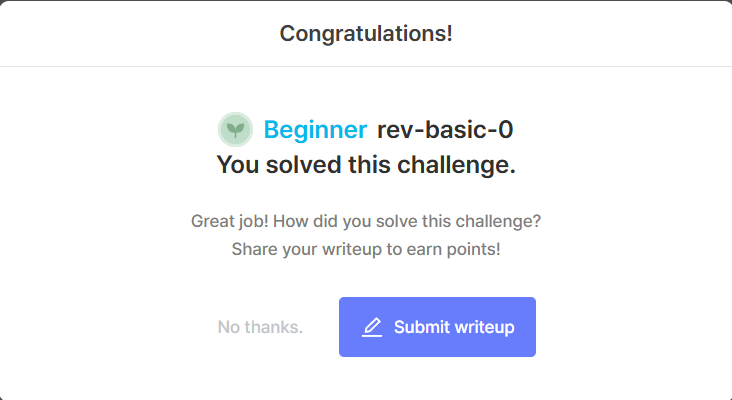 Congratulations!
Beginner rev-basic-0
You solved this challenge.
Great job! How did you solve this challenge?
Share your writeup to earn points!
No thanks. Submit writeup